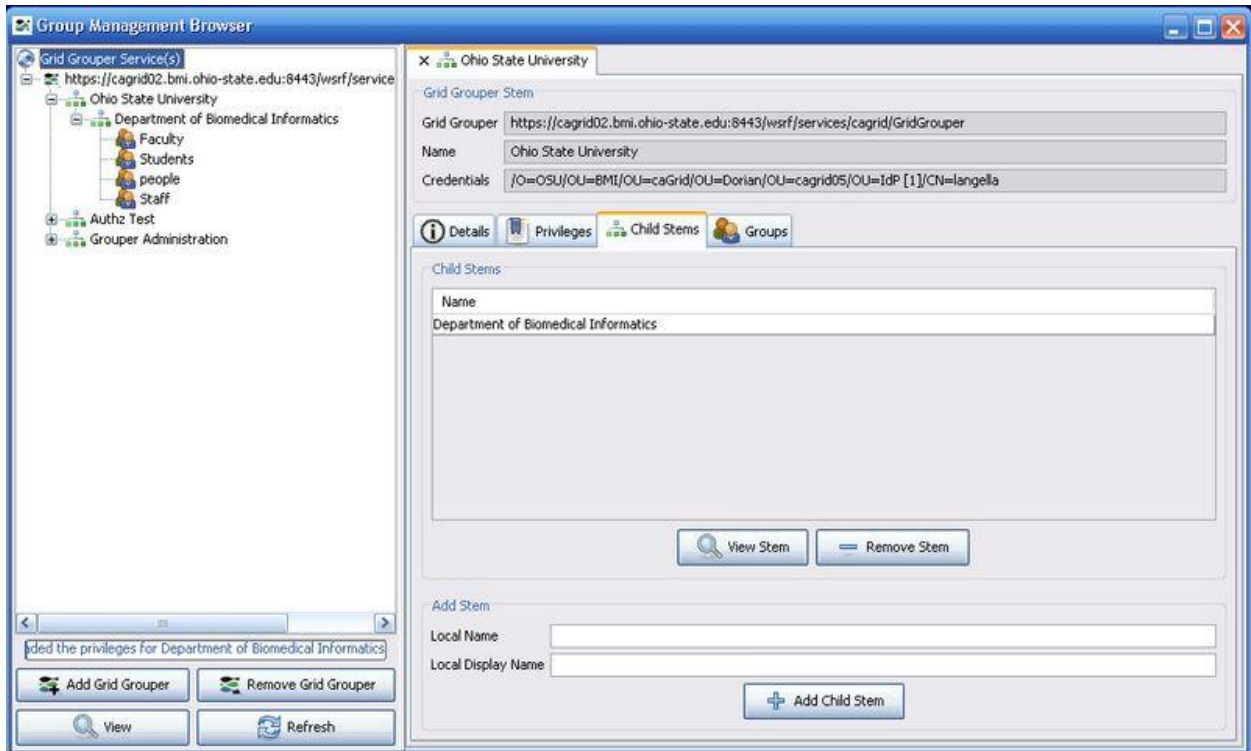 Group Management Browser
Grid Grouper Service(s)
https://cagrid02.bmi.ohio-state.edu:8443/wsrf/service
Ohio State University
Department of Biomedical Informatics
Faculty
Students
people
Staff
Authz Test
Grouper Administration
ded the privileges for Department of Biomedical Informatics
Add Grid Grouper
Remove Grid Grouper
View
Refresh
Ohio State University
Grid Grouper Stem
Grid Grouper https://cagrid02.bmi.ohio-state.edu:8443/wsrf/services/cagrid/GridGrouper
Name Ohio State University
Credentials /O=OSU/OU=BMI/OU=caGrid/OU=Dorian/OU=cagrid05/OU=IdP [1]/CN=langella
Details Privileges Child Stems Groups
Child Stems
Name
Department of Biomedical Informatics
View Stem Remove Stem
Add Stem
Local Name
Local Display Name
Add Child Stem